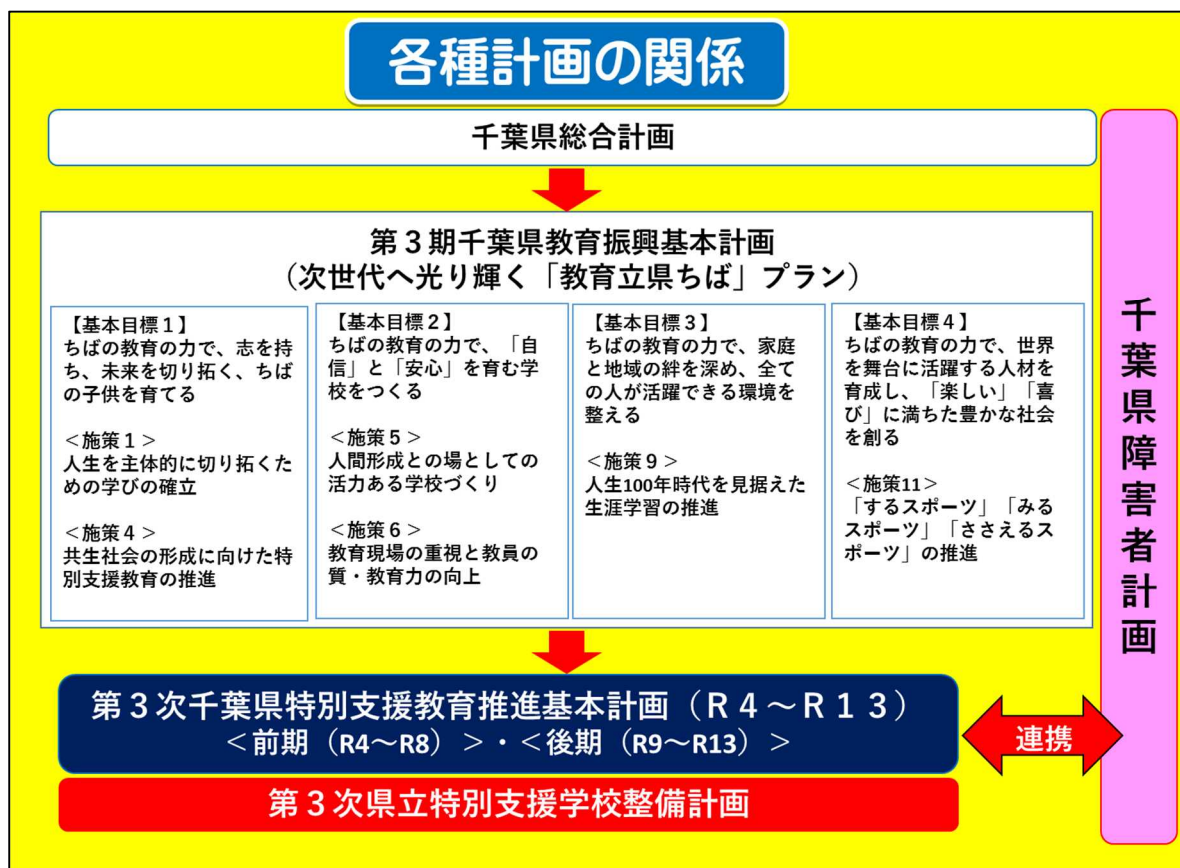 各種計画の関係
千葉県総合計画
第３期千葉県教育振興基本計画
（次世代へ光り輝く「教育立県ちば」プラン）
【基本目標１】
ちばの教育の力で、志を持
ち、未来を切り拓く、ちば
の子供を育てる
＜施策１＞
人生を主体的に切り拓くた
めの学びの確立
＜施策４＞
共生社会の形成に向けた特
別支援教育の推進
【基本目標２】
ちばの教育の力で、「自
信」と「安心」を育む学
校をつくる
＜施策５＞
人間形成との場としての
活力ある学校づくり
＜施策６＞
教育現場の重視と教員の
質・教育力の向上
【基本目標３】
ちばの教育の力で、家庭
と地域の絆を深め、全て
の人が活躍できる環境を
整える
＜施策９＞
人生100年時代を見据えた
生涯学習の推進
【基本目標４】
ちばの教育の力で、世界
を舞台に活躍する人材を
育成し、「楽しい」「喜
び」に満ちた豊かな社会
を創る
＜施策11＞
「するスポーツ」「みる
スポーツ」「ささえるス
ポーツ」の推進
第３次千葉県特別支援教育推進基本計画（Ｒ４～Ｒ１３）
＜前期（R4～R8）＞・＜後期（R9～R13）＞
第３次県立特別支援学校整備計画
連携
千葉県障害者計画